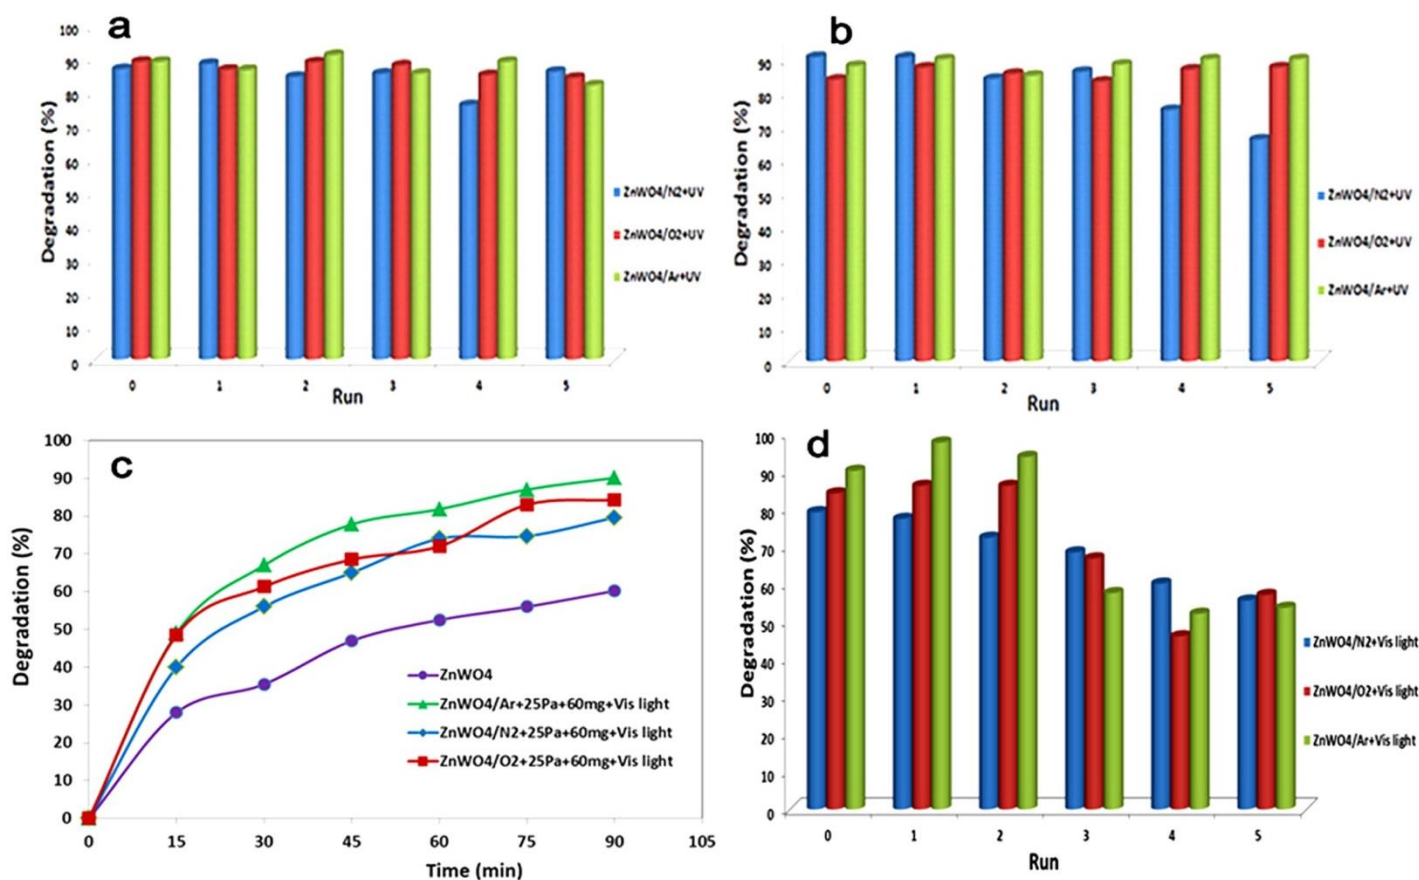 a
Degradation (%)
100
90
80
70
60
50
40
30
20
10
0
0 1 2 3 4 5
Run
ZnWO4/N2+UV
ZnWO4/O2+UV
ZnWO4/Ar+UV
b
Degradation (%)
90
80
70
60
50
40
30
20
10
0
0 1 2 3 4 5
Run
ZnWO4/N2+UV
ZnWO4/O2+UV
ZnWO4/Ar+UV
c
Degradation (%)
100
90
80
70
60
50
40
30
20
10
0
0 15 30 45 60 75 90 105
Time (min)
ZnWO4
ZnWO4/Ar+25Pa+60mg+Vis light
ZnWO4/N2+25Pa+60mg+Vis light
ZnWO4/O2+25Pa+60mg+Vis light
d
Degradation (%)
100
90
80
70
60
50
40
30
20
10
0
0 1 2 3 4 5
Run
ZnWO4/N2+Vis light
ZnWO4/O2+Vis light
ZnWO4/Ar+Vis light